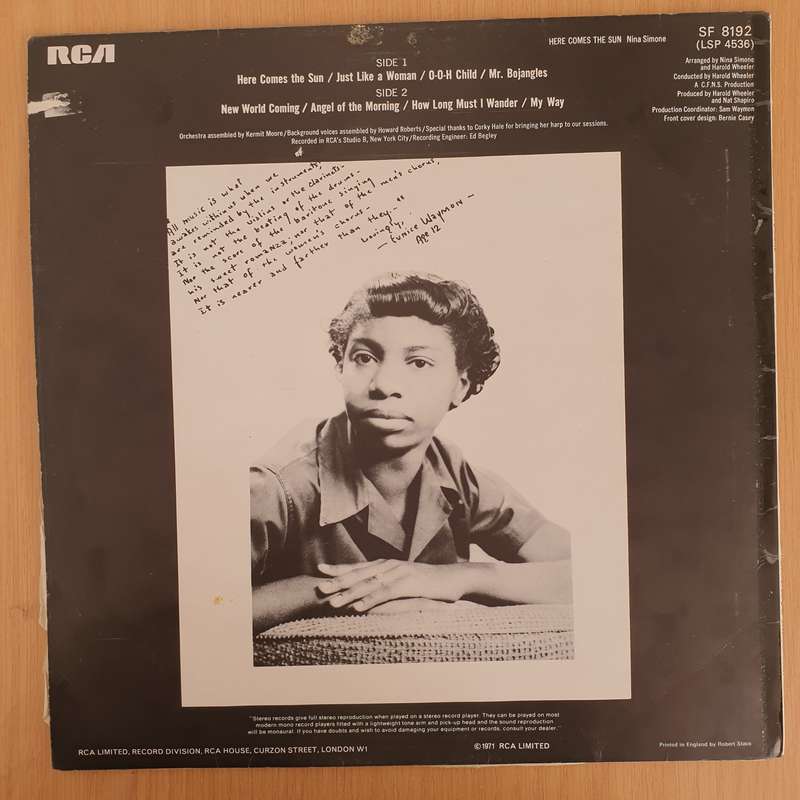 RCA
HERE COMES THE SUN Nina Simone
SF 8192
(LSP 4536)
SIDE 1
Here Comes the Sun / Just Like a Woman / O-O-H Child / Mr. Bojangles
SIDE 2
New World Coming / Angel of the Morning / How Long Must I Wander / My Way
Arranged by Nina Simone
and Harold Wheeler
Conducted by Harold Wheeler
A C.F.N.S. Production
Produced by Harold Wheeler
and Nat Shapiro
Production Coordinator: Sam Waymon
Front cover design: Bernie Casey
Orchestra assembled by Kermit Moore/Background voices assembled by Howard Roberts/Special thanks to Corky Hale for bringing her harp to our sessions.
Recorded in RCA's Studio B, New York City/Recording Engineer: Ed Begley
All music is what
awakes within us when we
are reminded by the instruments;
It is not the violins or the clarinets -
It is not the beating of the drums -
Nor the score of the baritone singing
his sweet romanza; nor that of the men's chorus,
Nor that of the women's chorus -
It is nearer and farther than they -"
Lovingly,
- Eunice Waymon -
Age 12
"Stereo records give full stereo reproduction when played on a stereo record player. They can be played on most
modern mono record players fitted with a lightweight tone arm and pick-up head and the sound reproduction
will be monaural. If you have doubts and wish to avoid damaging your equipment or records, consult your dealer."
RCA LIMITED, RECORD DIVISION, RCA HOUSE, CURZON STREET, LONDON W1
©1971 RCA LIMITED
Printed in England by Robert Stace